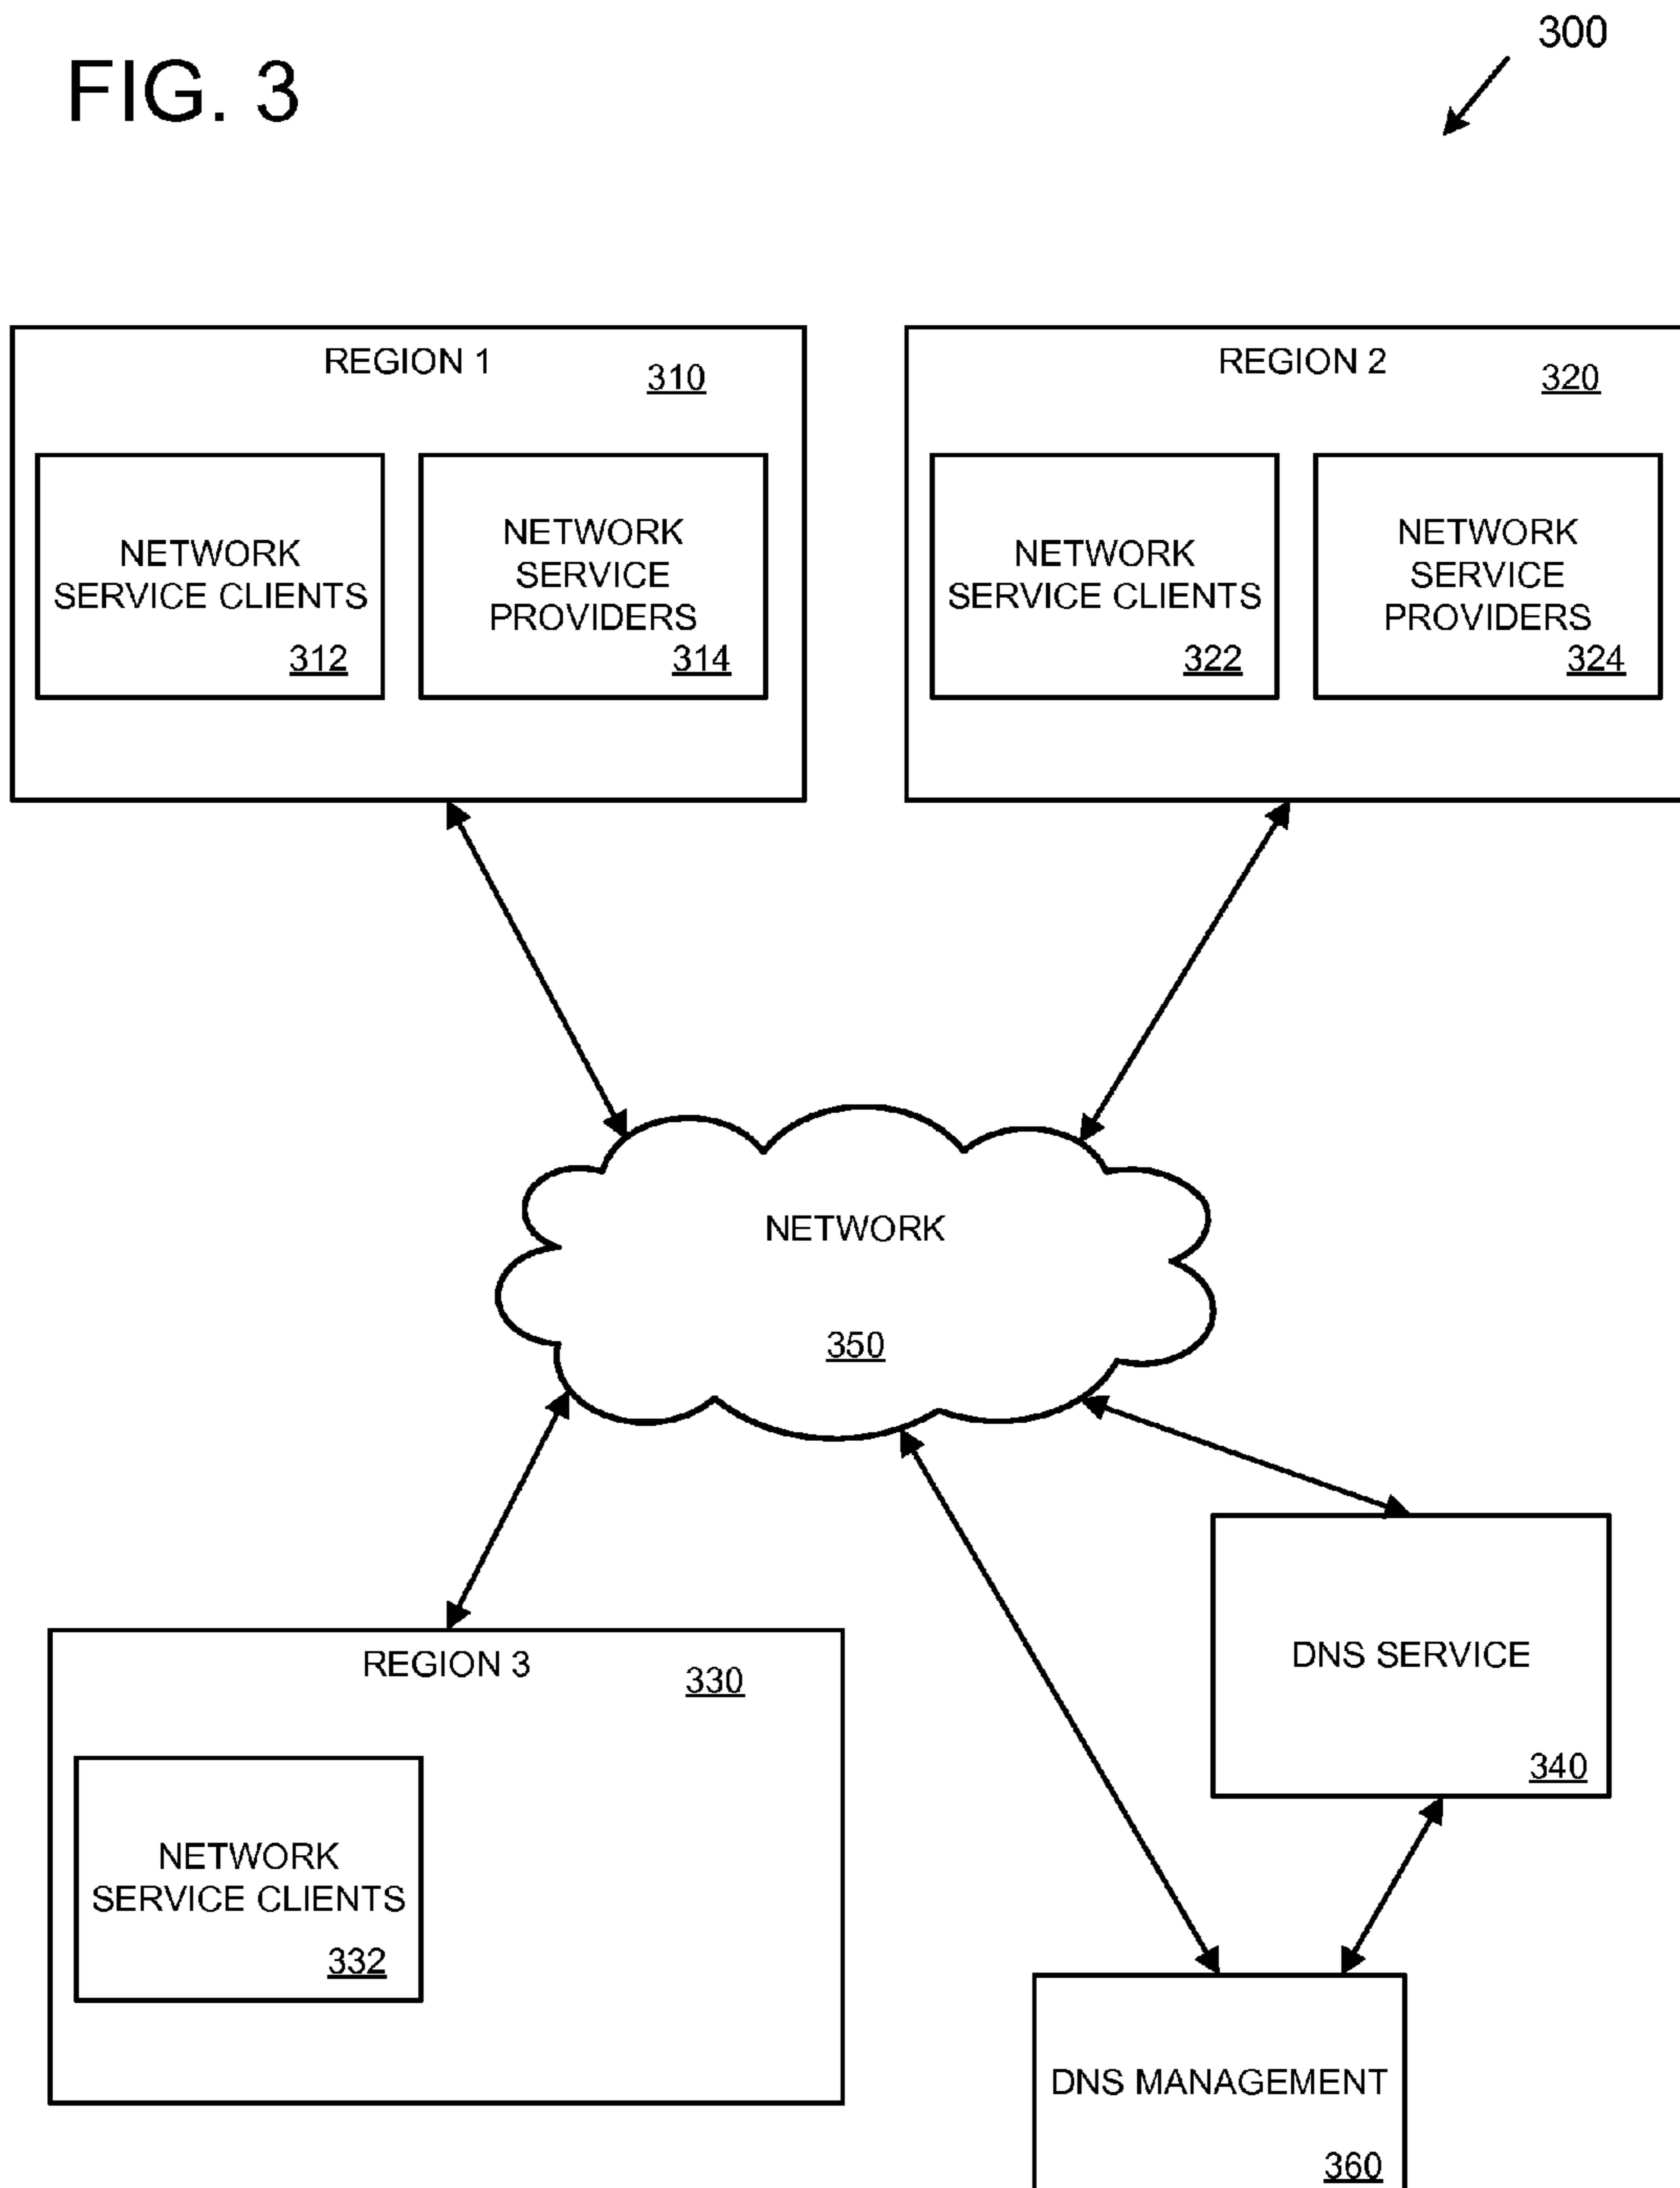 FIG. 3
300
REGION 1
310
NETWORK
SERVICE CLIENTS
312
NETWORK
SERVICE
PROVIDERS
314
REGION 2
320
NETWORK
SERVICE CLIENTS
322
NETWORK
SERVICE
PROVIDERS
324
NETWORK
350
REGION 3
330
NETWORK
SERVICE CLIENTS
332
DNS SERVICE
340
DNS MANAGEMENT
360